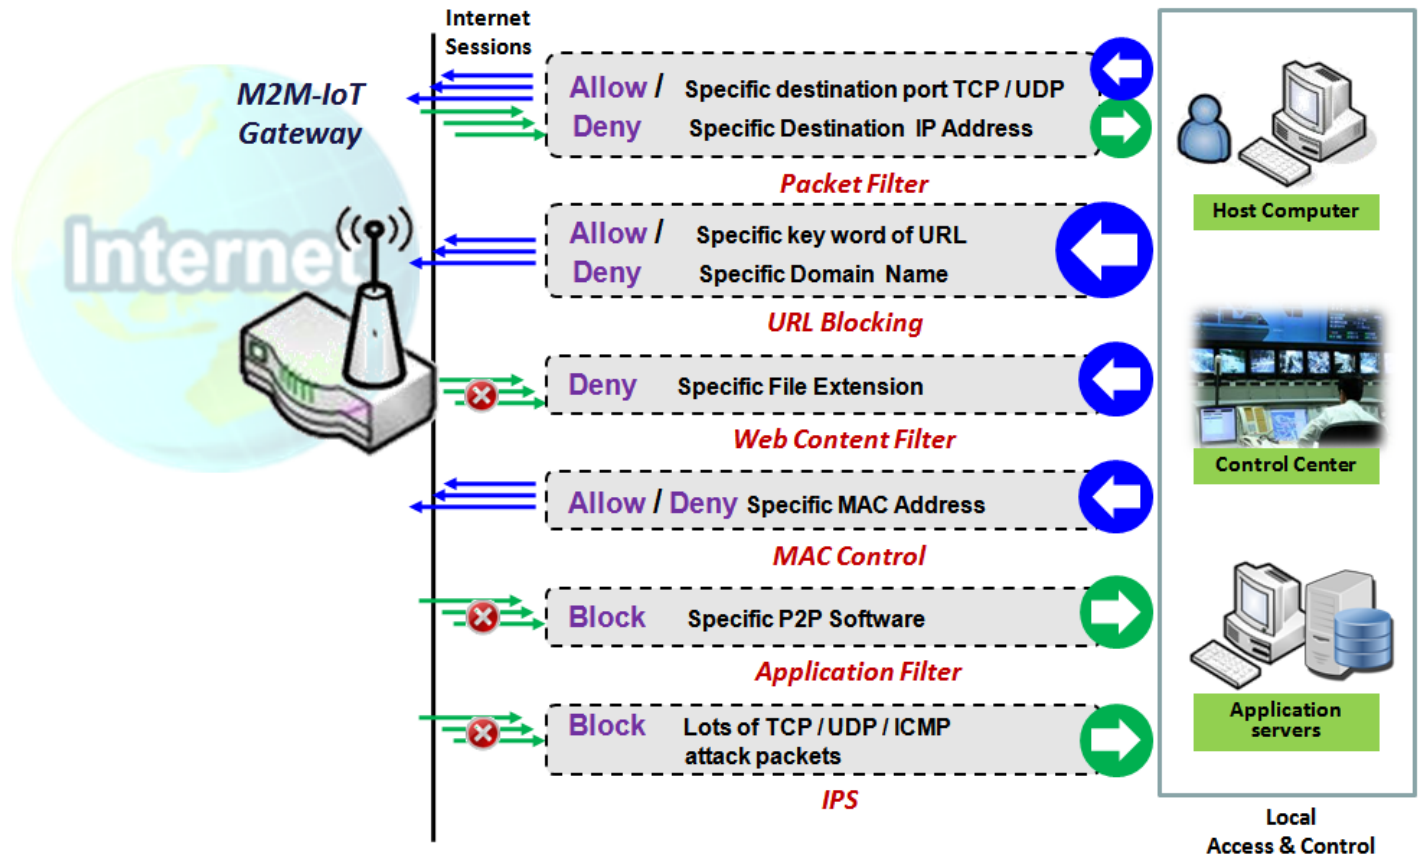 Internet
Sessions
M2M-IoT
Gateway
Internet
Allow / Specific destination port TCP / UDP
Deny Specific Destination IP Address
Packet Filter
Allow / Specific key word of URL
Deny Specific Domain Name
URL Blocking
Deny Specific File Extension
Web Content Filter
Allow / Deny Specific MAC Address
MAC Control
Block Specific P2P Software
Application Filter
Block Lots of TCP / UDP / ICMP
attack packets
IPS
Host Computer
Control Center
Application
servers
Local
Access & Control